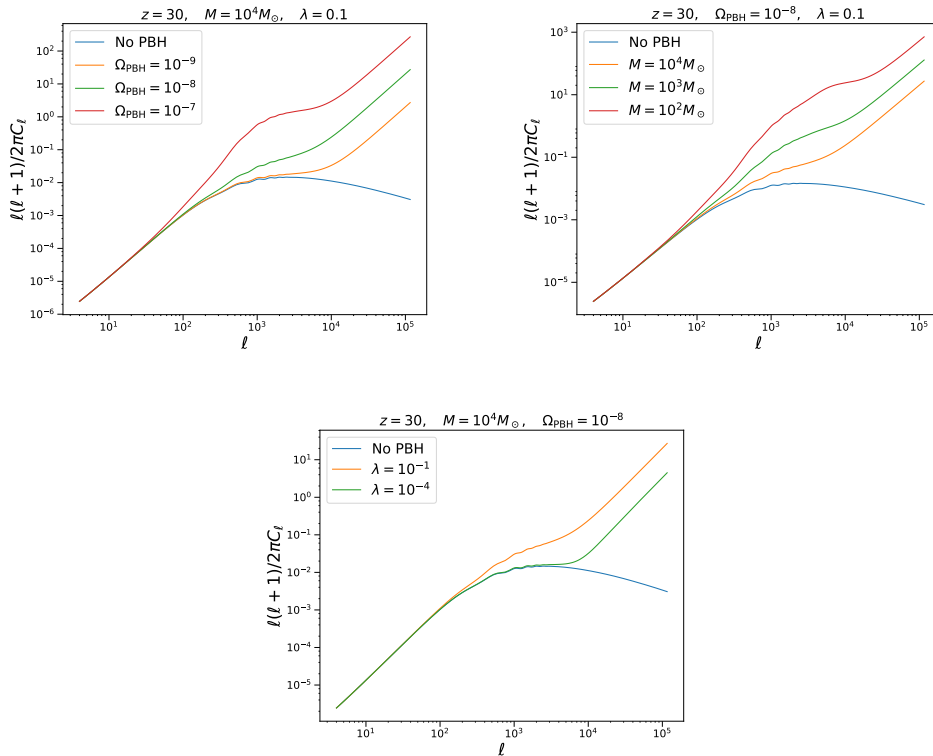 z = 30, M = 10⁴M⊙, λ = 0.1
ℓ(ℓ + 1)/2πCℓ
10²
10¹
10⁰
10⁻¹
10⁻²
10⁻³
10⁻⁴
10⁻⁵
10⁻⁶
No PBH
Ω_PBH = 10⁻⁹
Ω_PBH = 10⁻⁸
Ω_PBH = 10⁻⁷
10¹ 10² 10³ 10⁴ 10⁵
ℓ
z = 30, Ω_PBH = 10⁻⁸, λ = 0.1
ℓ(ℓ + 1)/2πCℓ
10³
10¹
10⁻¹
10⁻³
10⁻⁵
No PBH
M = 10⁴M⊙
M = 10³M⊙
M = 10²M⊙
10¹ 10² 10³ 10⁴ 10⁵
ℓ
z = 30, M = 10⁴M⊙, Ω_PBH = 10⁻⁸
ℓ(ℓ + 1)/2πCℓ
10¹
10⁰
10⁻¹
10⁻²
10⁻³
10⁻⁴
10⁻⁵
No PBH
λ = 10⁻¹
λ = 10⁻⁴
10¹ 10² 10³ 10⁴ 10⁵
ℓ